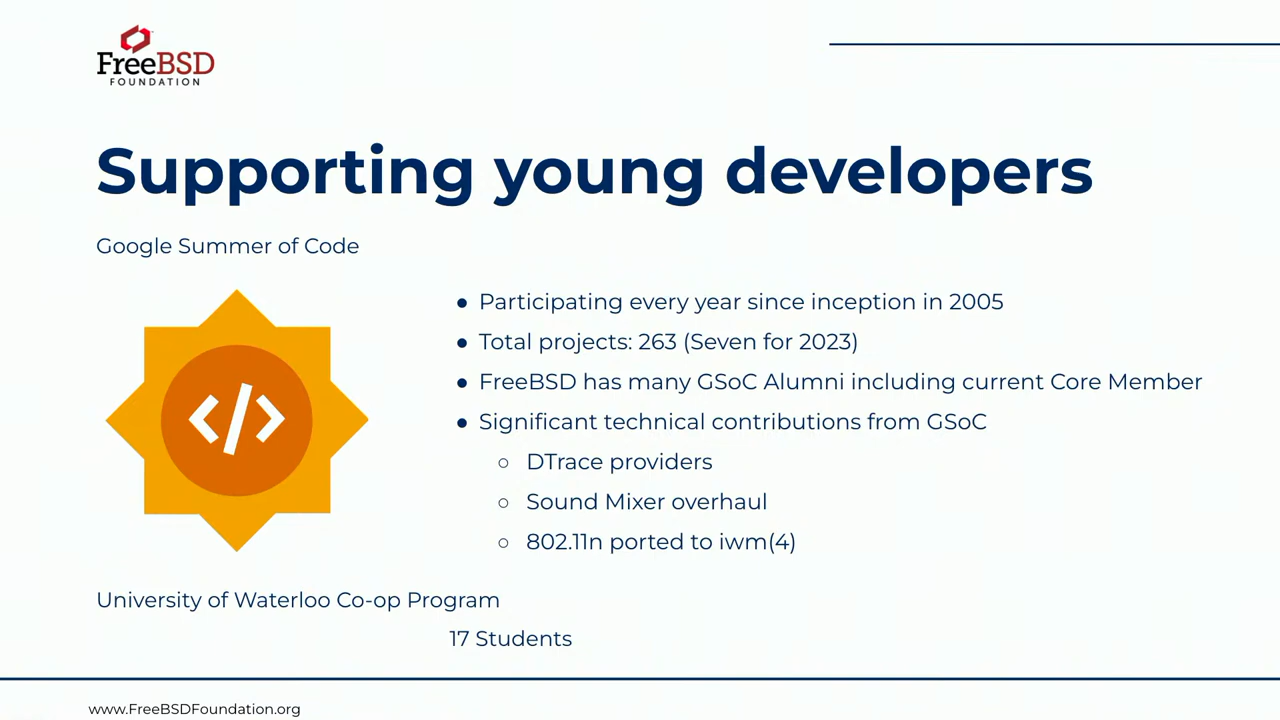 FreeBSD
FOUNDATION
Supporting young developers
Google Summer of Code
</>
● Participating every year since inception in 2005
● Total projects: 263 (Seven for 2023)
● FreeBSD has many GSoC Alumni including current Core Member
● Significant technical contributions from GSoC
○ DTrace providers
○ Sound Mixer overhaul
○ 802.11n ported to iwm(4)
University of Waterloo Co-op Program
17 Students
www.FreeBSDFoundation.org